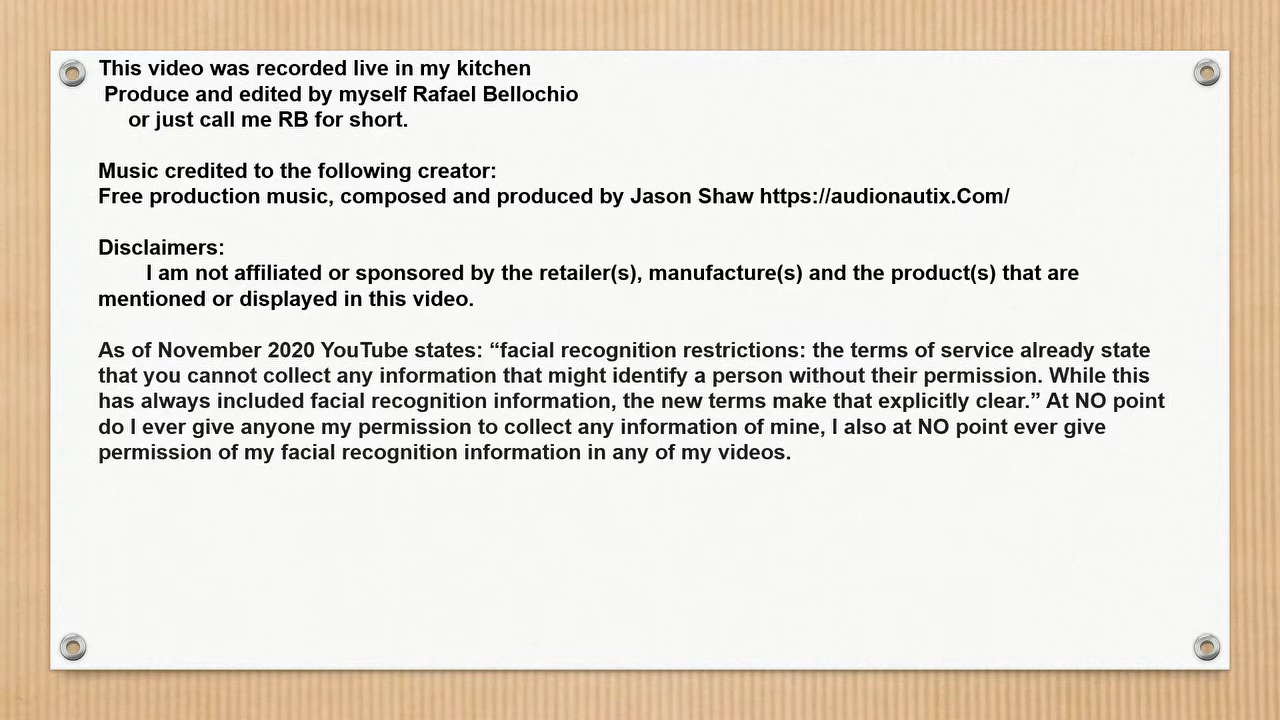 This video was recorded live in my kitchen
Produce and edited by myself Rafael Bellochio
or just call me RB for short.
Music credited to the following creator:
Free production music, composed and produced by Jason Shaw https://audionautix.Com/
Disclaimers:
I am not affiliated or sponsored by the retailer(s), manufacture(s) and the product(s) that are
mentioned or displayed in this video.
As of November 2020 YouTube states: “facial recognition restrictions: the terms of service already state
that you cannot collect any information that might identify a person without their permission. While this
has always included facial recognition information, the new terms make that explicitly clear.” At NO point
do I ever give anyone my permission to collect any information of mine, I also at NO point ever give
permission of my facial recognition information in any of my videos.